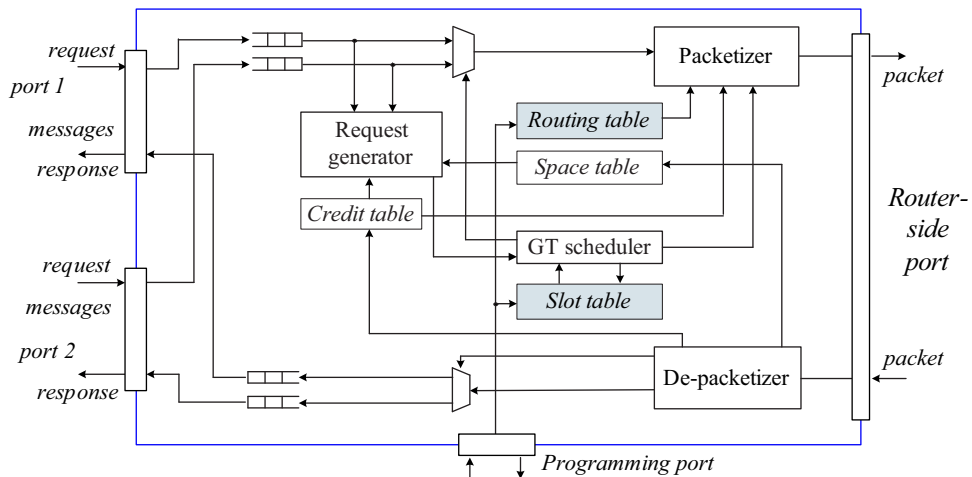 request
port 1
messages
response
request
messages
port 2
response
Request
generator
Credit table
Packetizer
Routing table
Space table
GT scheduler
Slot table
De-packetizer
Programming port
packet
Router-
side
port
packet